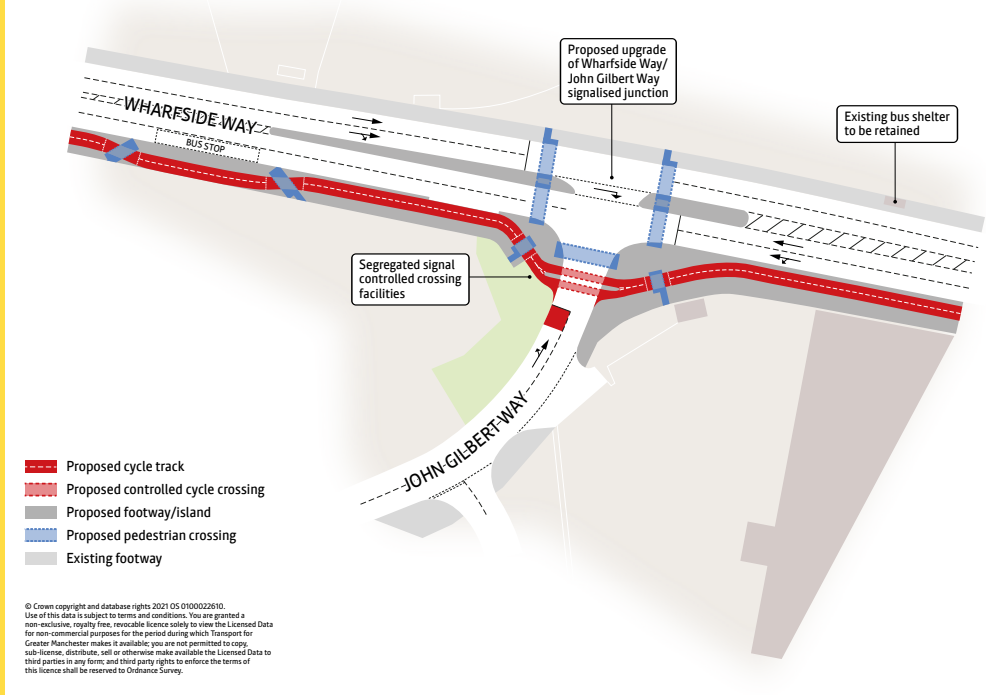 Proposed upgrade
of Wharfside Way/
John Gilbert Way
signalised junction
Existing bus shelter
to be retained
WHARFSIDE WAY
BUS STOP
Segregated signal
controlled crossing
facilities
JOHN GILBERT WAY
Proposed cycle track
Proposed controlled cycle crossing
Proposed footway/island
Proposed pedestrian crossing
Existing footway
© Crown copyright and database rights 2021 OS 0100022610.
Use of this data is subject to terms and conditions. You are granted a
non-exclusive, royalty free, revocable licence solely to view the Licensed Data
for non-commercial purposes for the period during which Transport for
Greater Manchester makes it available; you are not permitted to copy,
sub-license, distribute, sell or otherwise make available the Licensed Data to
third parties in any form; and third party rights to enforce the terms of
this licence shall be reserved to Ordnance Survey.